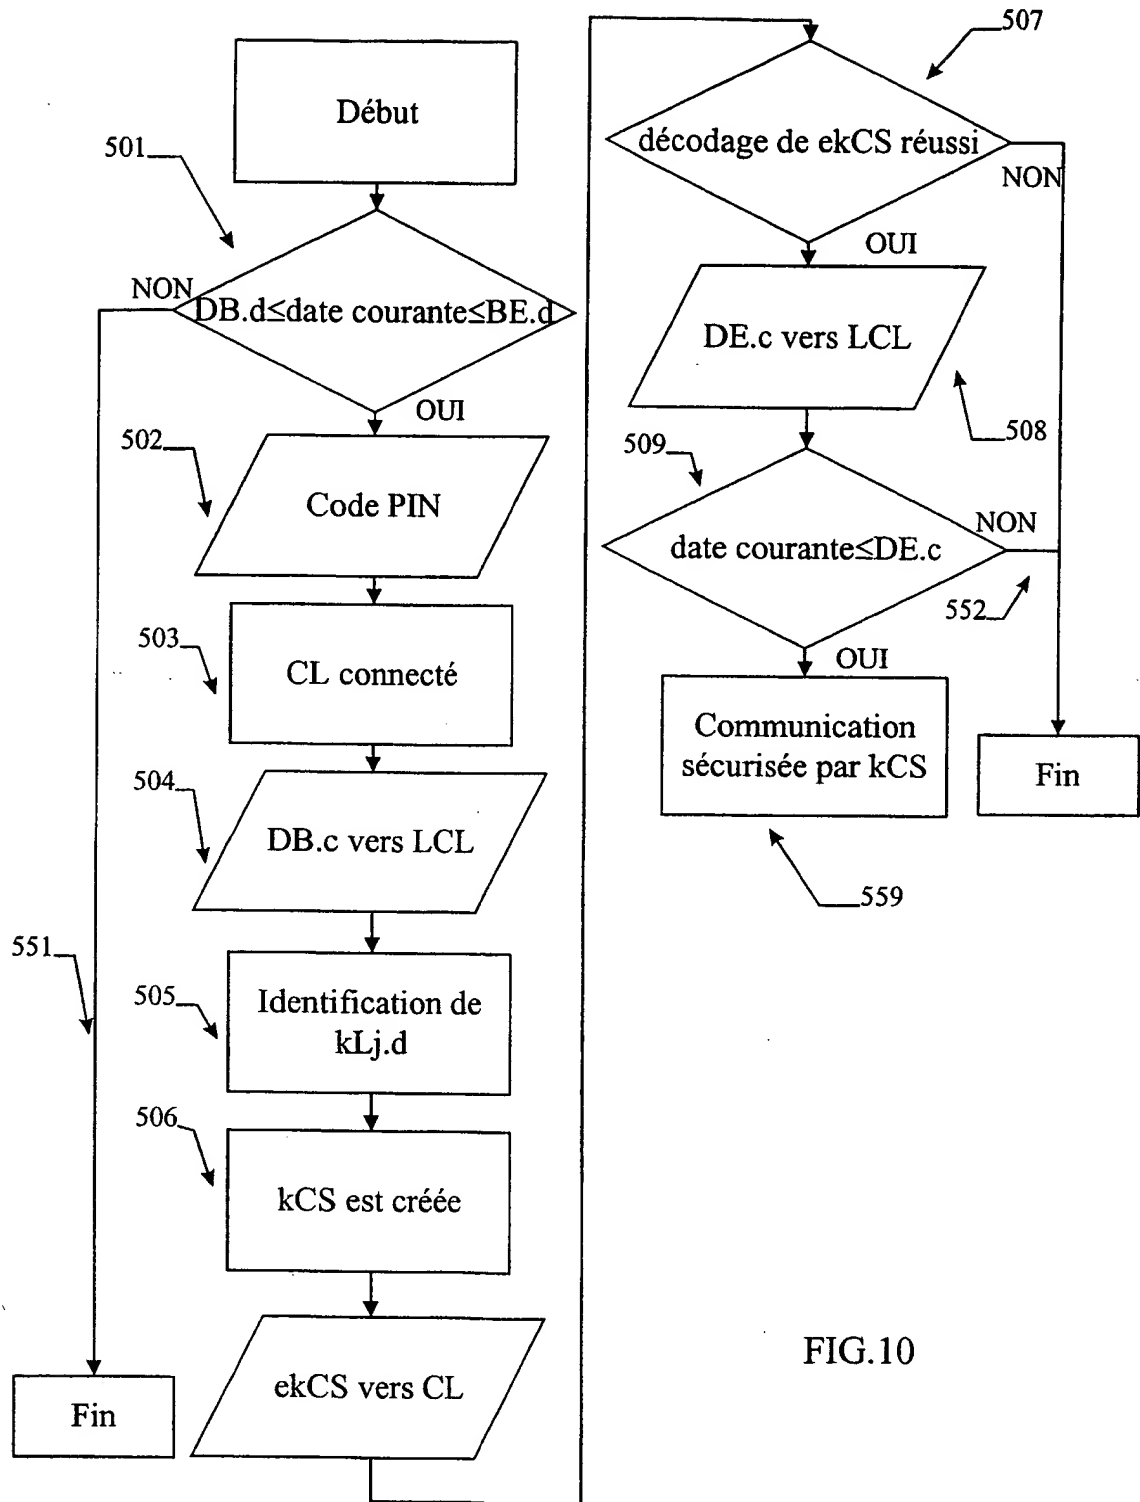 Début
501
NON
DB.d≤date courante≤BE.d
OUI
502
Code PIN
503
CL connecté
504
DB.c vers LCL
551
505
Identification de
kLj.d
506
kCS est créée
ekCS vers CL
Fin
507
décodage de ekCS réussi
NON
OUI
DE.c vers LCL
508
509
NON
date courante≤DE.c
552
OUI
Communication
sécurisée par kCS
Fin
559
FIG.10